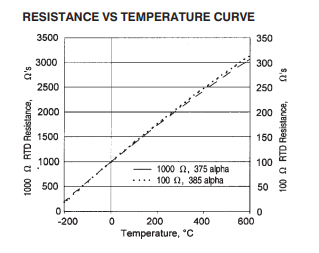 RESISTANCE VS TEMPERATURE CURVE
3500
3000
2500
2000
1500
1000
500
0
350
300
250
200
150
100
50
0
1000 Ω RTD Resistance, Ω's
100 Ω RTD Resistance, Ω's
1000 Ω, 375 alpha
100 Ω, 385 alpha
-200 0 200 400 600
Temperature, °C